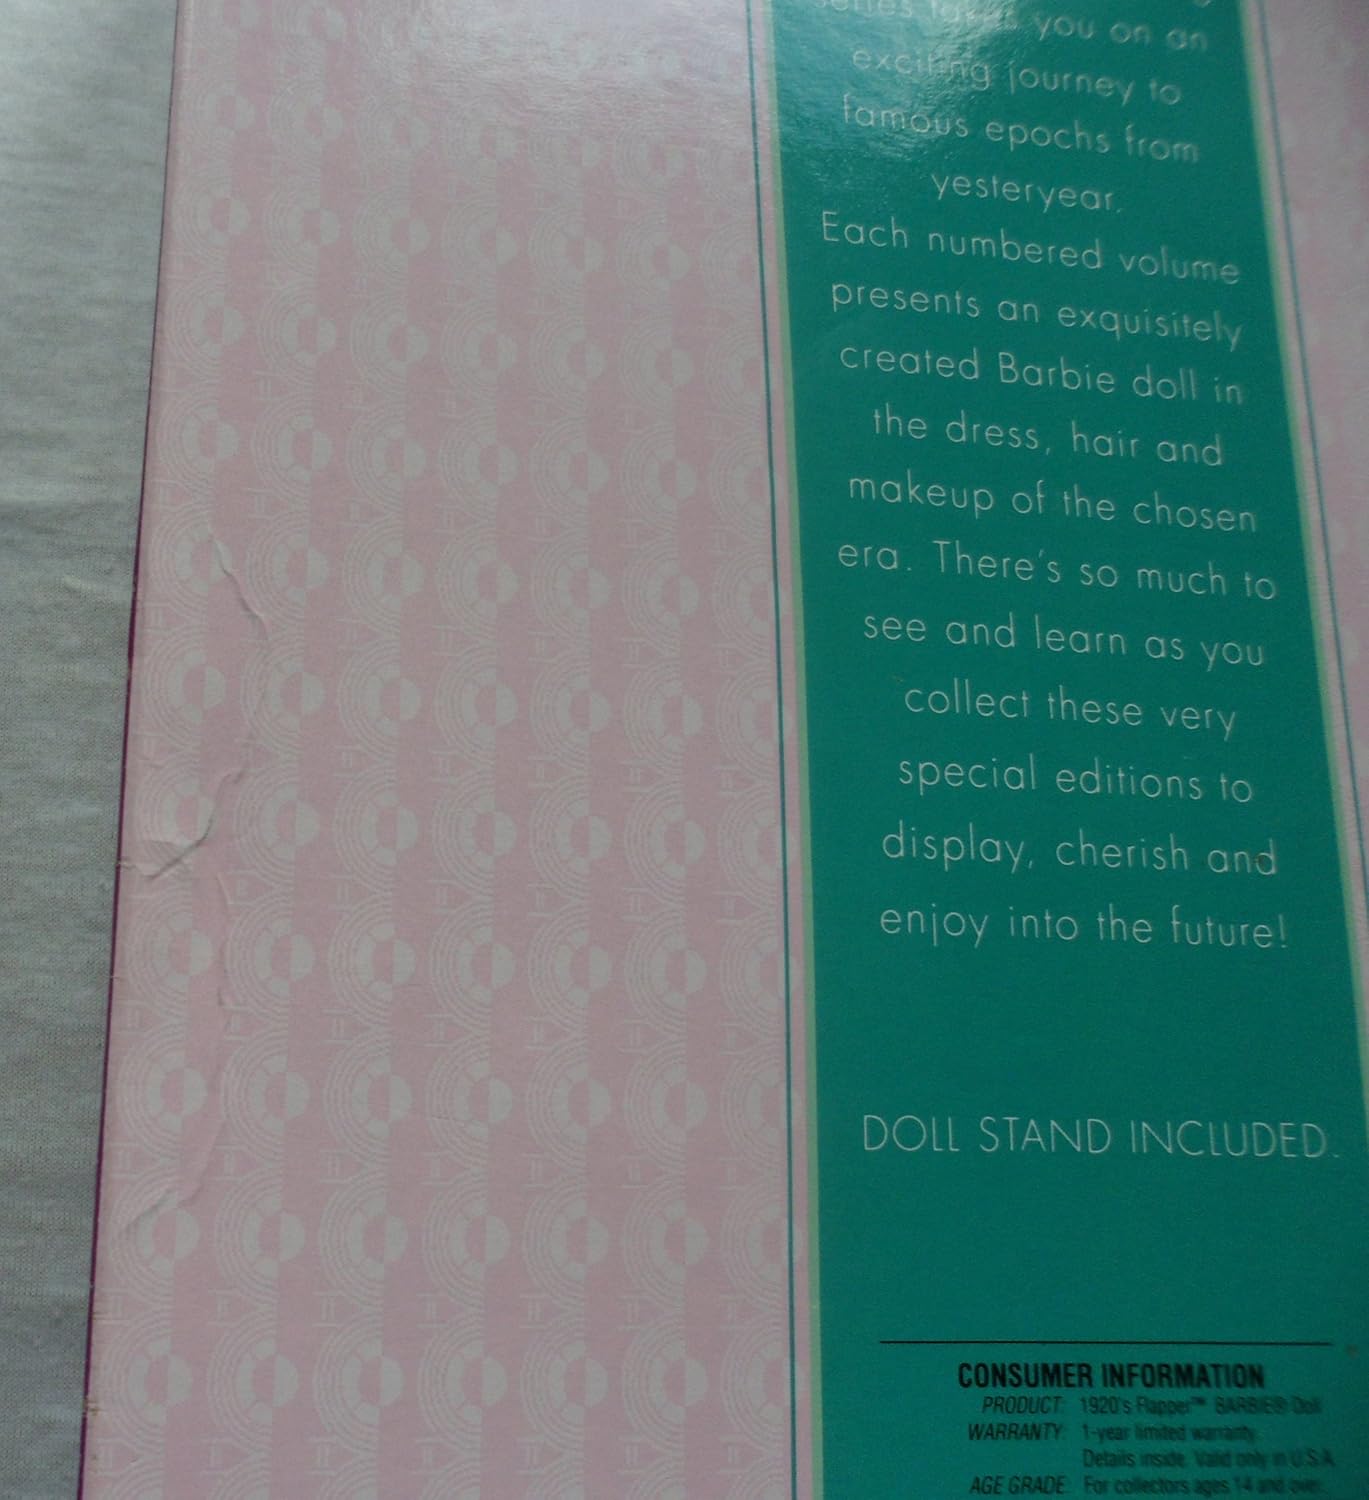 takes you on an
exciting journey to
famous epochs from
yesteryear.
Each numbered volume
presents an exquisitely
created Barbie doll in
the dress, hair and
makeup of the chosen
era. There's so much to
see and learn as you
collect these very
special editions to
display, cherish and
enjoy into the future!
DOLL STAND INCLUDED.
CONSUMER INFORMATION
PRODUCT: 1920's Flapper™ BARBIE® Doll
WARRANTY: 1-year limited warranty.
Details inside. Valid only in U.S.A.
AGE GRADE: For collectors ages 14 and over.